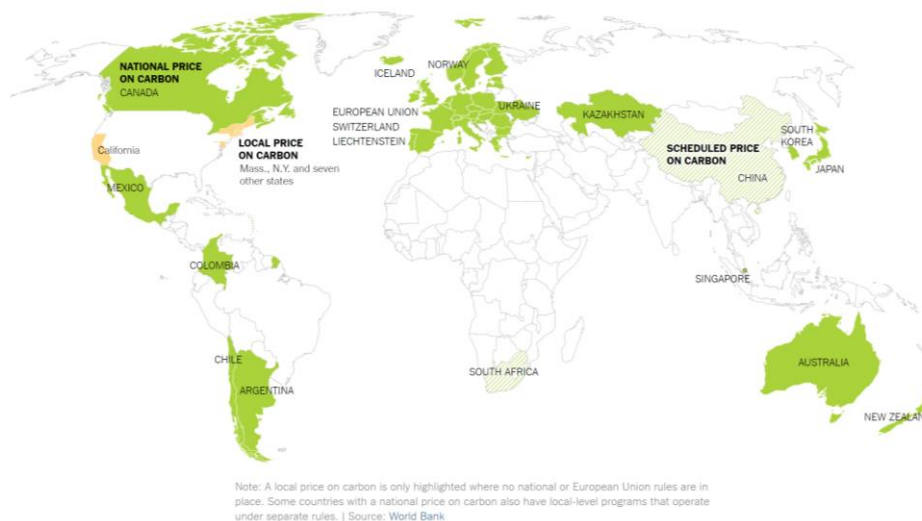 NATIONAL PRICE
ON CARBON
CANADA
ICELAND
NORWAY
EUROPEAN UNION
SWITZERLAND
LIECHTENSTEIN
UKRAINE
KAZAKHSTAN
LOCAL PRICE
ON CARBON
Mass., N.Y. and seven
other states
California
SCHEDULED PRICE
ON CARBON
CHINA
SOUTH
KOREA
JAPAN
MEXICO
COLOMBIA
SINGAPORE
CHILE
ARGENTINA
SOUTH AFRICA
AUSTRALIA
NEW ZEALAN
Note: A local price on carbon is only highlighted where no national or European Union rules are in
place. Some countries with a national price on carbon also have local-level programs that operate
under separate rules. | Source: World Bank